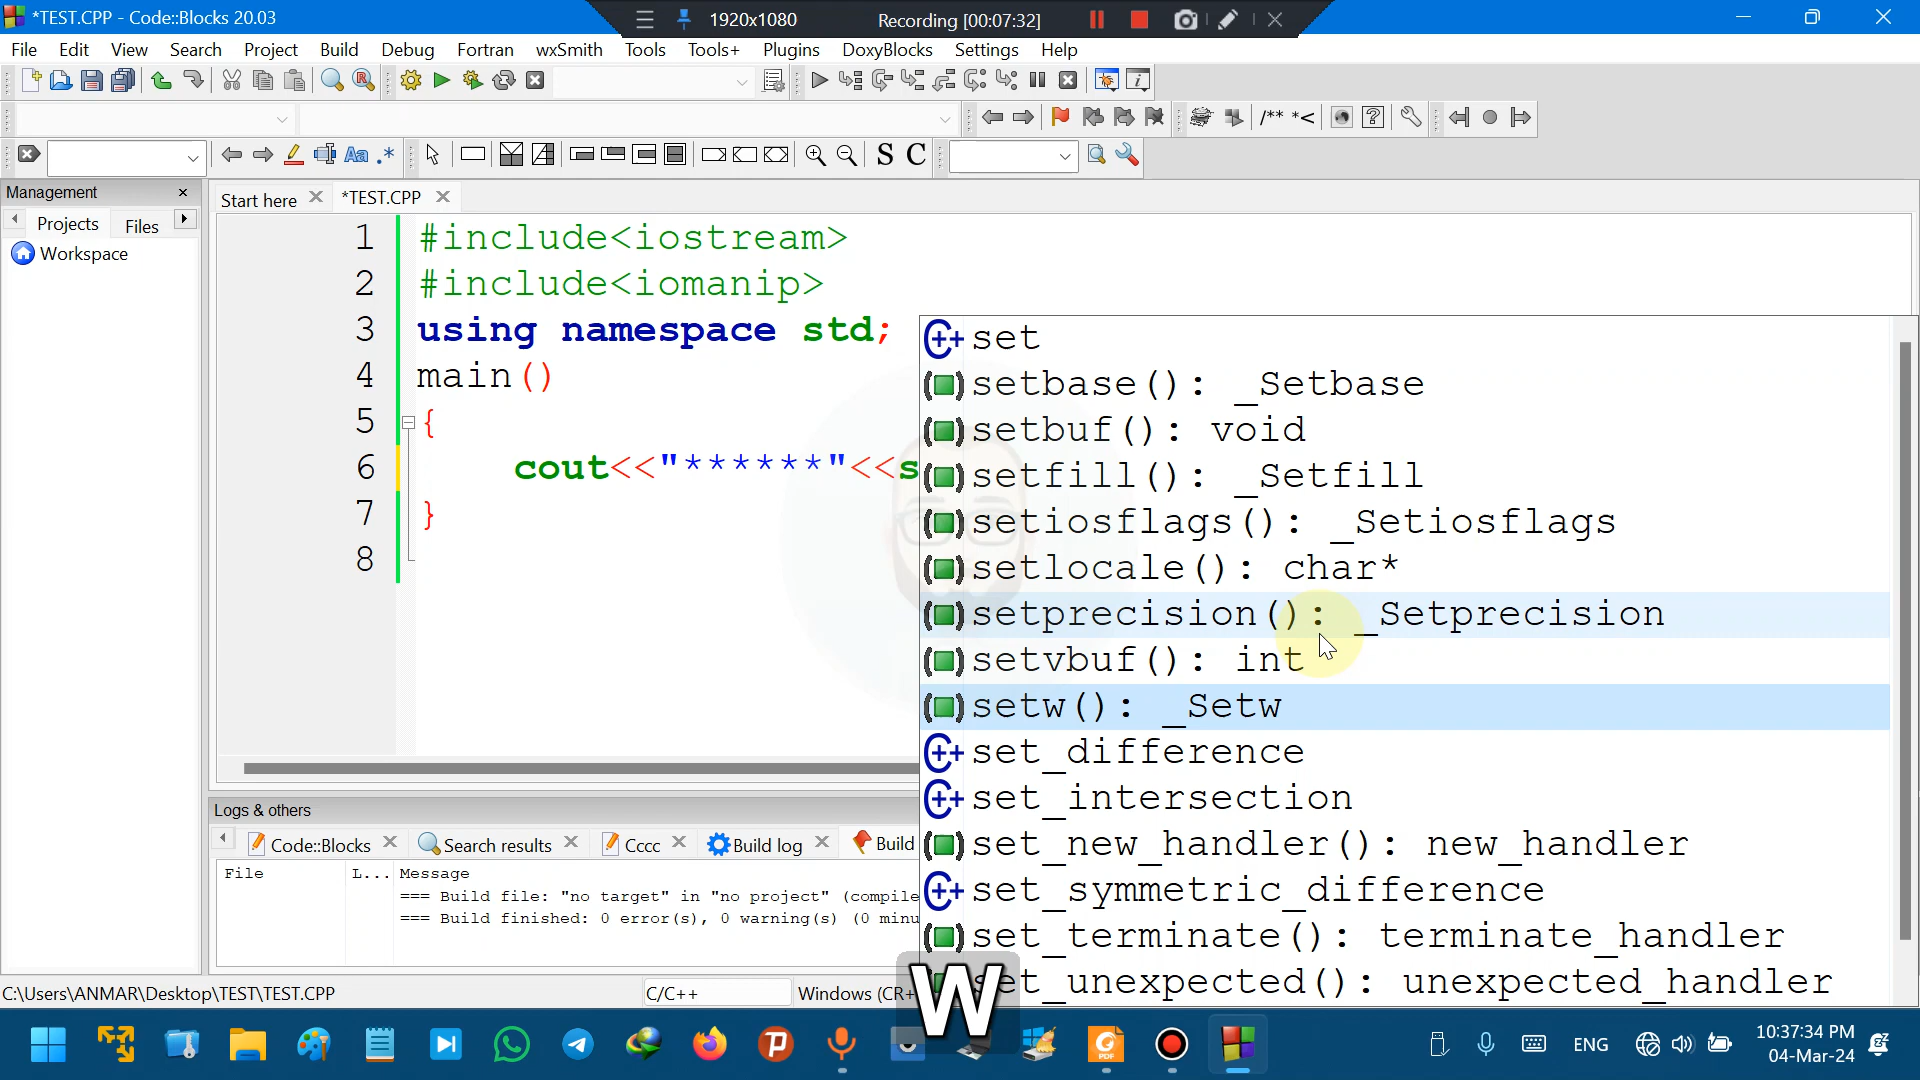 *TEST.CPP - Code::Blocks 20.03
1920x1080
Recording [00:07:32]
File Edit View Search Project Build Debug Fortran wxSmith Tools Tools+ Plugins DoxyBlocks Settings Help
/** *<
Aa .* S C
Management
Start here *TEST.CPP
Projects Files
Workspace
1 #include<iostream>
2 #include<iomanip>
3 using namespace std;
4 main()
5 {
6 cout<<"******"<<s
7 }
8
set
setbase(): _Setbase
setbuf(): void
setfill(): _Setfill
setiosflags(): _Setiosflags
setlocale(): char*
setprecision(): _Setprecision
setvbuf(): int
setw(): _Setw
set_difference
set_intersection
set_new_handler(): new_handler
set_symmetric_difference
set_terminate(): terminate_handler
set_unexpected(): unexpected_handler
Logs & others
Code::Blocks Search results Cccc Build log Build
File L... Message
=== Build file: "no target" in "no project" (compile
=== Build finished: 0 error(s), 0 warning(s) (0 minu
W
C:\Users\ANMAR\Desktop\TEST\TEST.CPP C/C++ Windows (CR+
ENG
10:37:34 PM
04-Mar-24